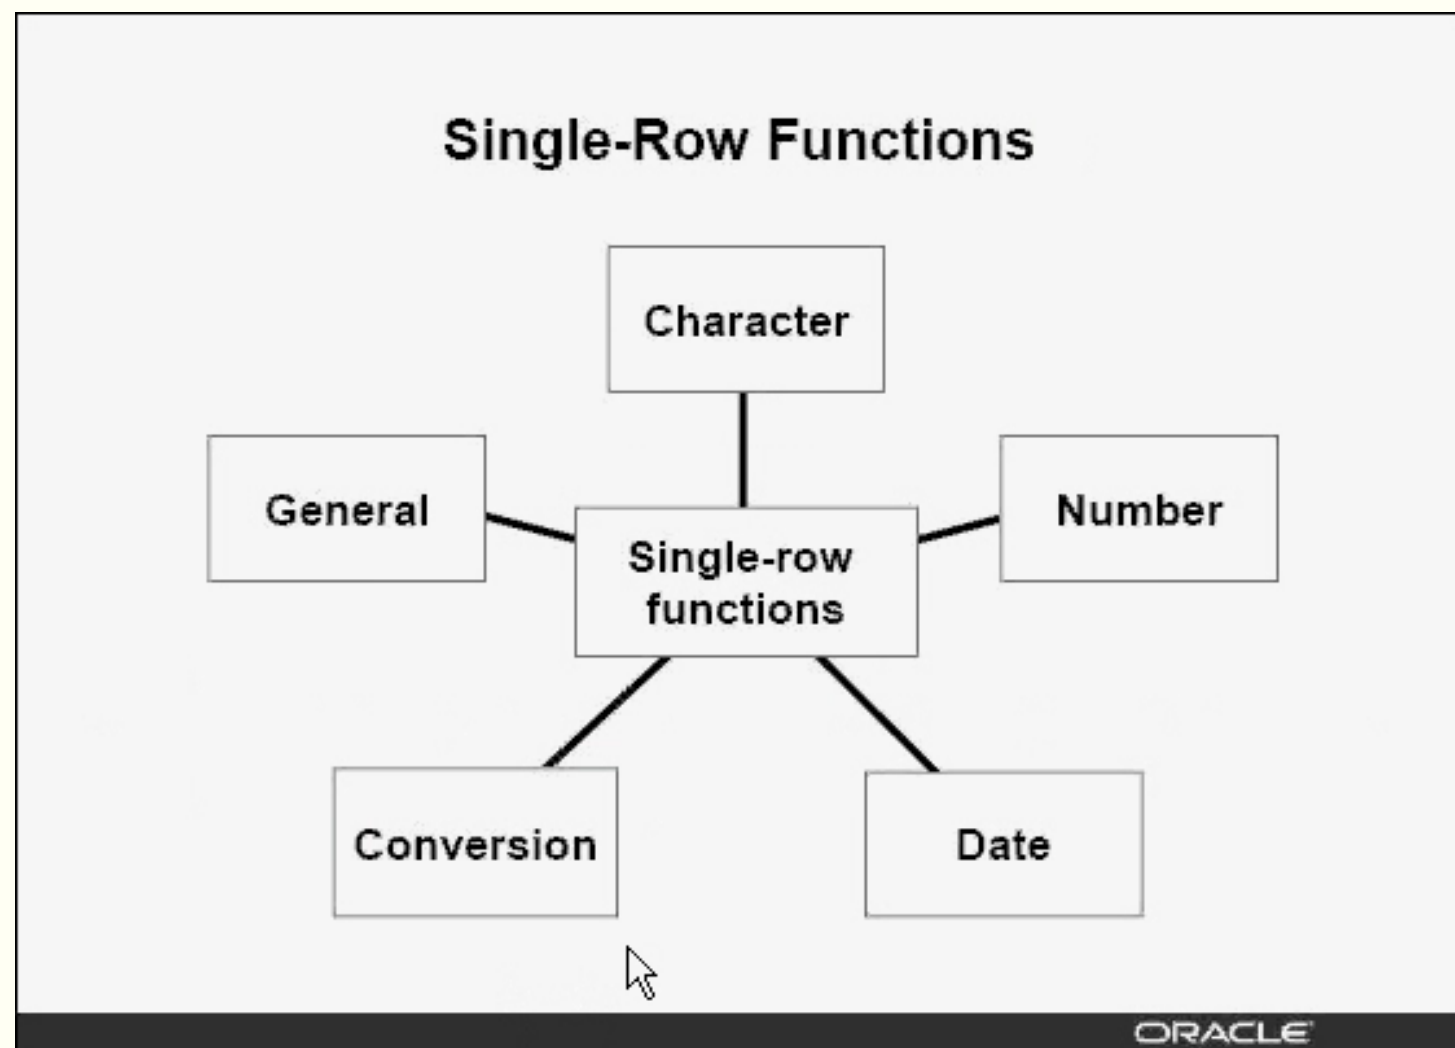 Single-Row Functions
Character
General
Number
Single-row
functions
Conversion
Date
ORACLE